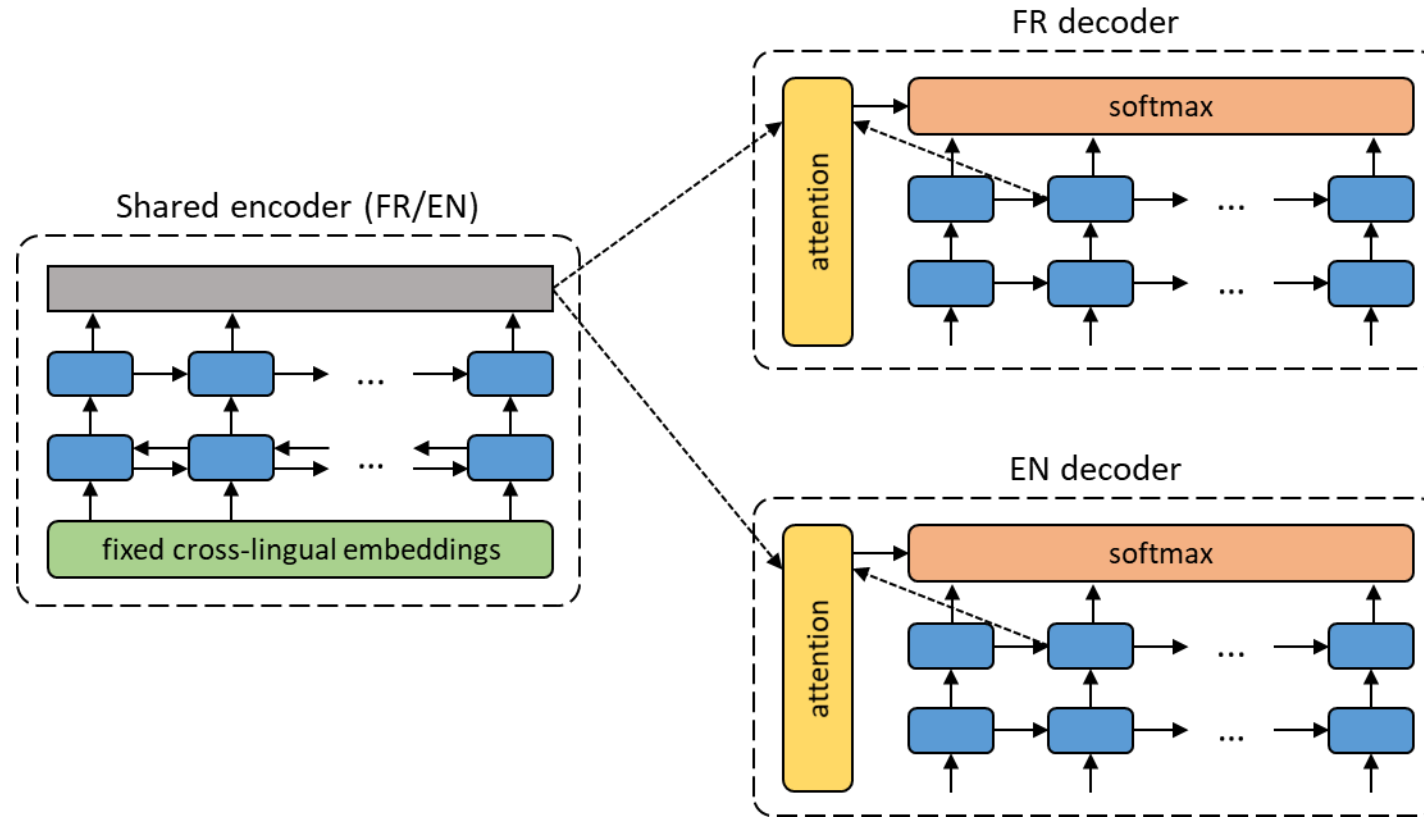 FR decoder
softmax
attention
...
...
Shared encoder (FR/EN)
...
...
fixed cross-lingual embeddings
EN decoder
softmax
attention
...
...